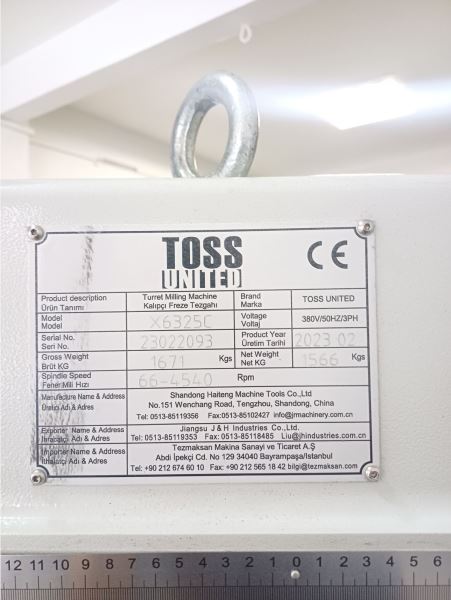 TOSS
UNITED
CE
Product description Turret Milling Machine Brand TOSS UNITED
Ürün Tanımı Kalıpçı Freze Tezgahı Marka
Model X6325C Voltage 380V/50HZ/3PH
Model Voltaj
Serial No. 23022093 Product Year 2023 02
Seri No. Üretim Tarihi
Gross Weight 1671 Kgs Net Weight 1566 Kgs
Brüt KG Net KG
Spindle Speed 66-4540 Rpm
Fener Mili Hızı
Manufacture Name & Address Shandong Haiteng Machine Tools Co.,Ltd
Üretici Adı & Adres No.151 Wenchang Road, Tengzhou, Shandong, China
Tel: 0513-85119356 Fax:0513-85102427 info@jmachinery.com.cn
Exporter Name & Address Jiangsu J & H Industries Co.,Ltd.
İhracatçı Adı & Adres Tel: 0513-85119353 Fax:0513-85118485 Liu@jhindustries.com.cn
Importer Name & Address Tezmaksan Makina Sanayi ve Ticaret A.Ş
İthalatçı Adı & Adres Abdi İpekçi Cd. No 129 34040 Bayrampaşa/İstanbul
Tel: +90 212 674 60 10 Fax: +90 212 565 18 42 bilgi@tezmaksan.com
12 11 10 9 8 7 6 5 4 3 2 1 0 1 2 3 4 5 6